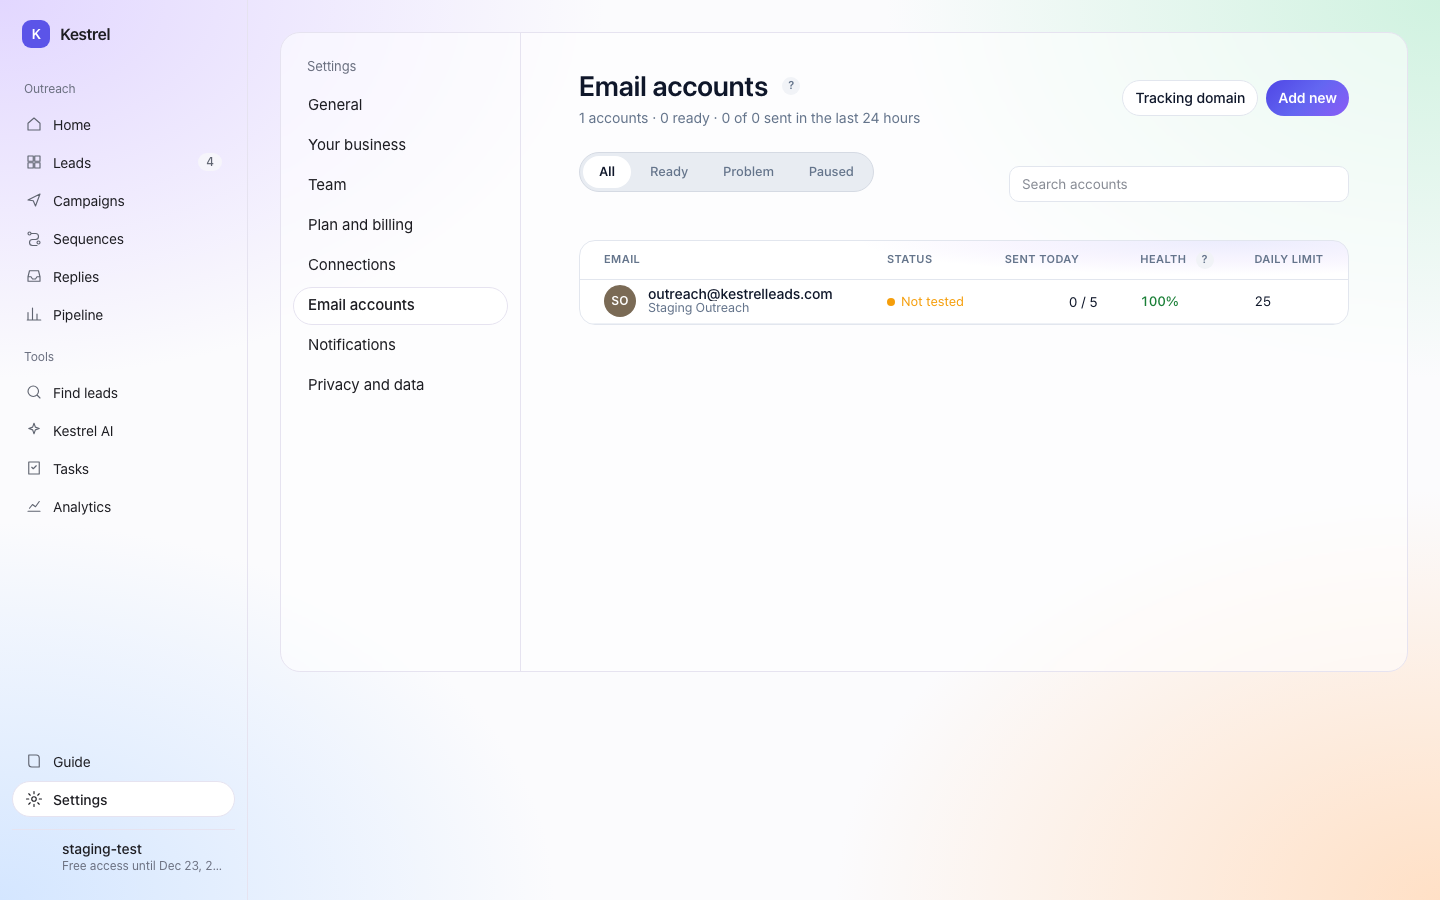 K Kestrel
Outreach
Home
Leads 4
Campaigns
Sequences
Replies
Pipeline
Tools
Find leads
Kestrel AI
Tasks
Analytics
Guide
Settings
staging-test
Free access until Dec 23, 2...
Settings
General
Your business
Team
Plan and billing
Connections
Email accounts
Notifications
Privacy and data
Email accounts ?
1 accounts · 0 ready · 0 of 0 sent in the last 24 hours
Tracking domain Add new
All Ready Problem Paused
Search accounts
EMAIL STATUS SENT TODAY HEALTH ? DAILY LIMIT
SO outreach@kestrelleads.com Not tested 0 / 5 100% 25
Staging Outreach